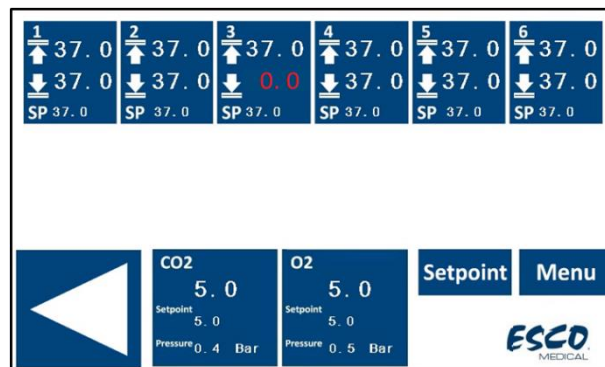 1 2 3 4 5 6
37.0 37.0 37.0 37.0 37.0 37.0
37.0 37.0 0.0 37.0 37.0 37.0
SP 37.0 SP 37.0 SP 37.0 SP 37.0 SP 37.0 SP 37.0
CO2
5.0
Setpoint
5.0
Pressure 0.4 Bar
O2
5.0
Setpoint
5.0
Pressure 0.5 Bar
Setpoint
Menu
ESCO
MEDICAL